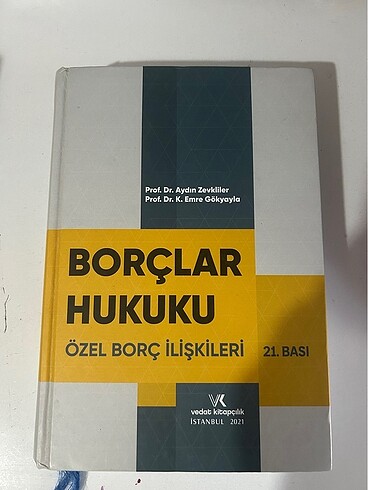 Prof. Dr. Aydın Zevkliler
Prof. Dr. K. Emre Gökyayla
BORÇLAR
HUKUKU
ÖZEL BORÇ İLİŞKİLERİ 21. BASI
VK
vedat kitapçılık
İSTANBUL 2021